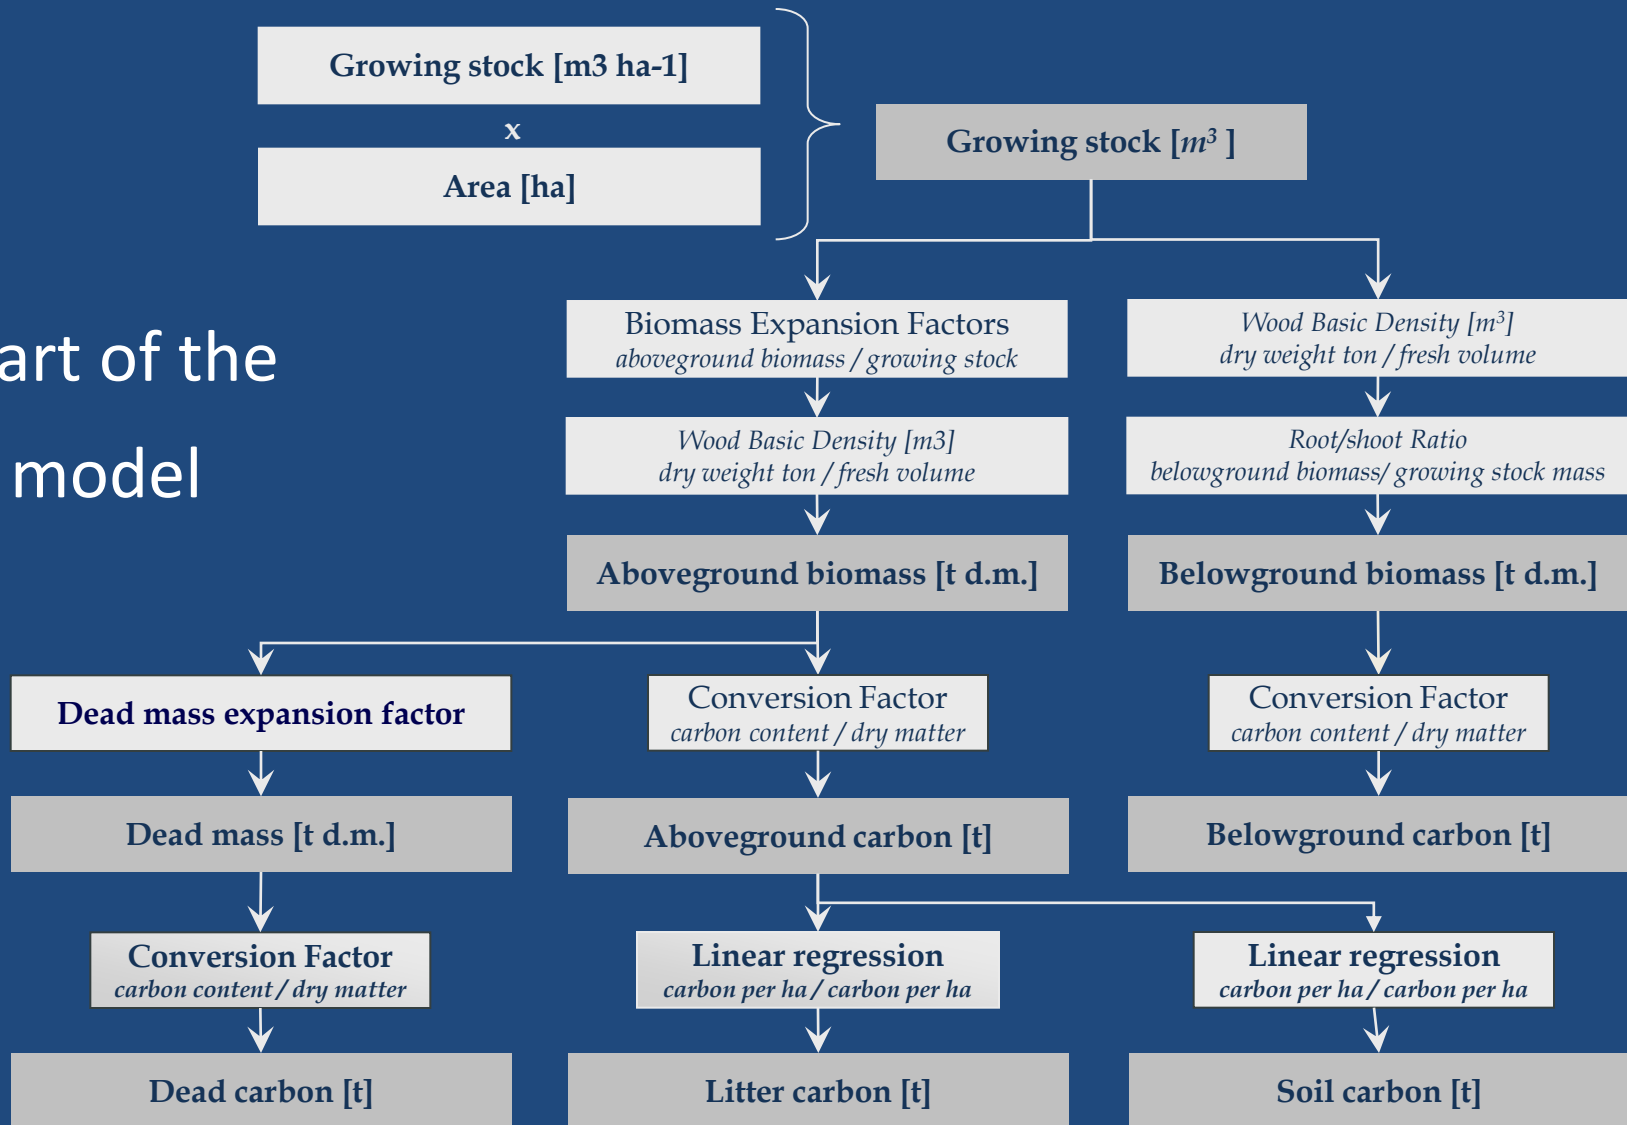 Growing stock [m3 ha-1]
x
Area [ha]
Growing stock [m³ ]
art of the
model
Biomass Expansion Factors
aboveground biomass / growing stock
Wood Basic Density [m³]
dry weight ton / fresh volume
Wood Basic Density [m3]
dry weight ton / fresh volume
Root/shoot Ratio
belowground biomass/ growing stock mass
Aboveground biomass [t d.m.]
Belowground biomass [t d.m.]
Dead mass expansion factor
Conversion Factor
carbon content / dry matter
Conversion Factor
carbon content / dry matter
Dead mass [t d.m.]
Aboveground carbon [t]
Belowground carbon [t]
Conversion Factor
carbon content / dry matter
Linear regression
carbon per ha / carbon per ha
Linear regression
carbon per ha / carbon per ha
Dead carbon [t]
Litter carbon [t]
Soil carbon [t]